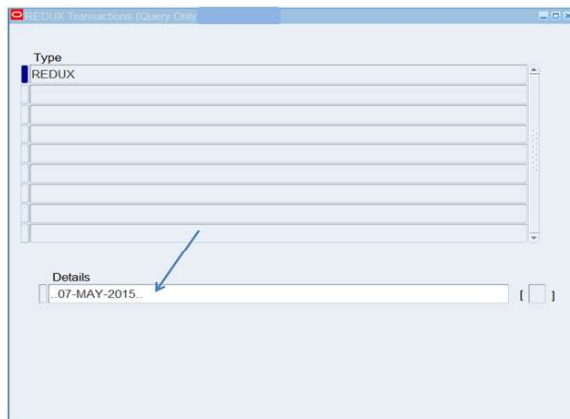 REDUX Transactions (Query Only
Type
REDUX
Details
..07-MAY-2015..
[ ]